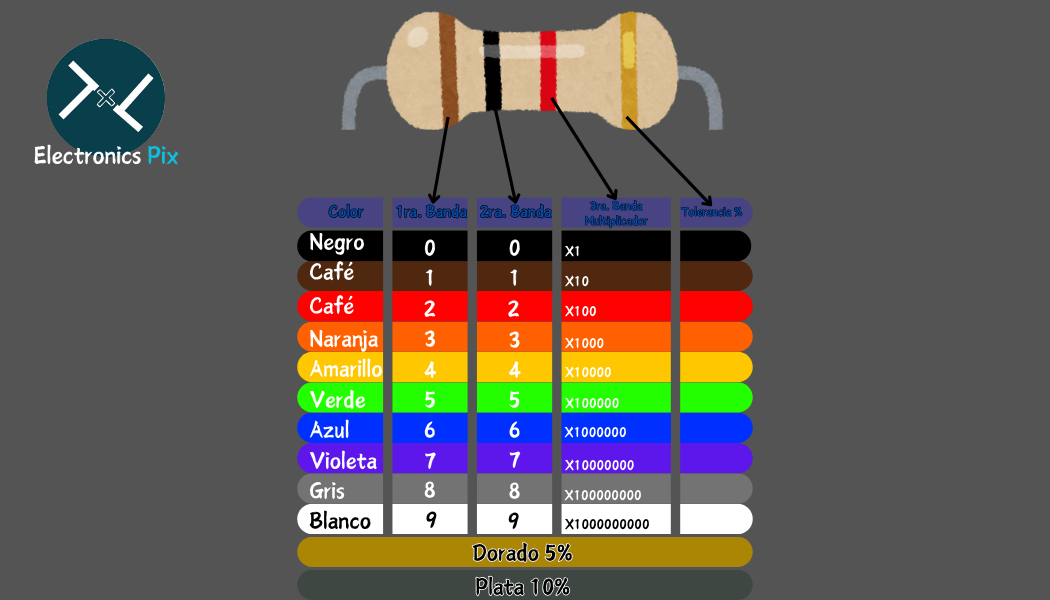 Electronics Pix
Color 1ra. Banda 2ra. Banda 3ra. Banda Tolerancia %
Multiplicador
Negro 0 0 X1
Café 1 1 X10
Café 2 2 X100
Naranja 3 3 X1000
Amarillo 4 4 X10000
Verde 5 5 X100000
Azul 6 6 X1000000
Violeta 7 7 X10000000
Gris 8 8 X100000000
Blanco 9 9 X1000000000
Dorado 5%
Plata 10%